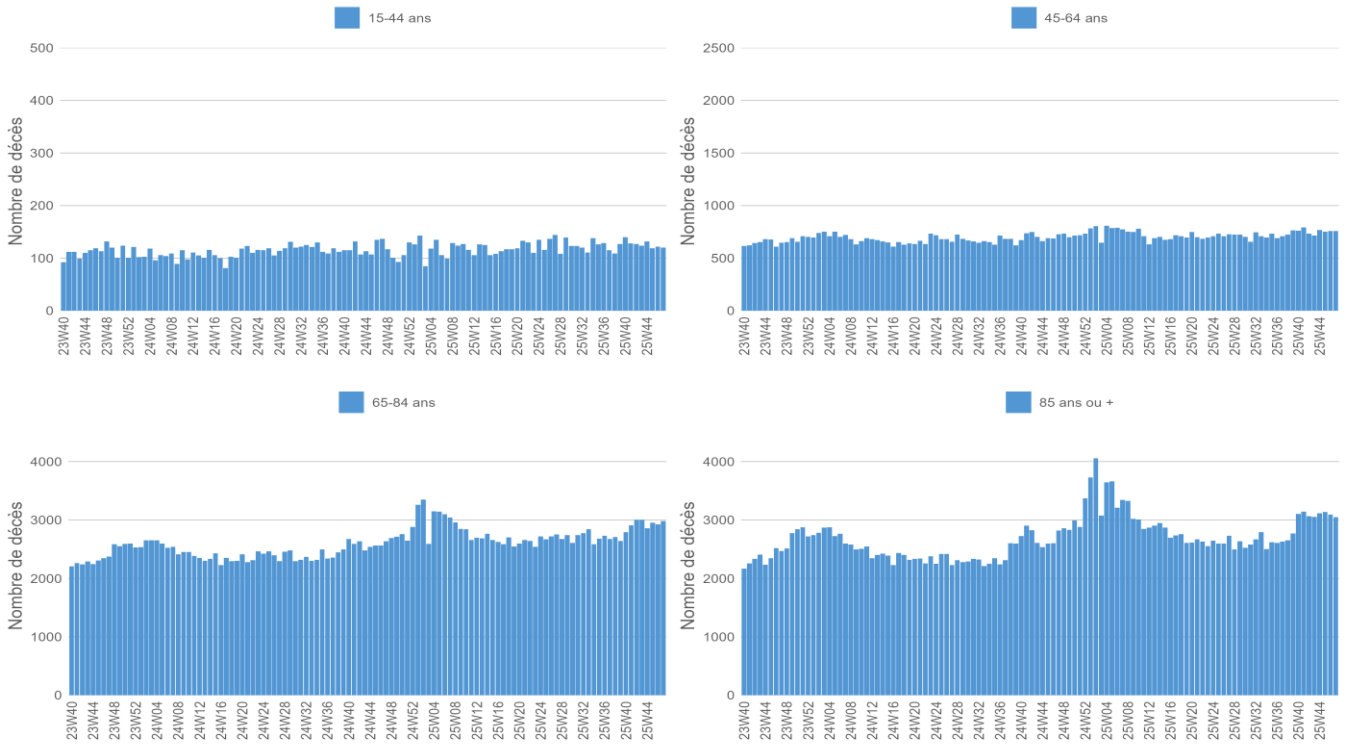 15-44 ans
Nombre de décès
500
400
300
200
100
0
23W40 23W44 23W48 23W52 24W04 24W08 24W12 24W16 24W20 24W24 24W28 24W32 24W36 24W40 24W44 24W48 24W52 25W04 25W08 25W12 25W16 25W20 25W24 25W28 25W32 25W36 25W40 25W44
45-64 ans
Nombre de décès
2500
2000
1500
1000
500
0
23W40 23W44 23W48 23W52 24W04 24W08 24W12 24W16 24W20 24W24 24W28 24W32 24W36 24W40 24W44 24W48 24W52 25W04 25W08 25W12 25W16 25W20 25W24 25W28 25W32 25W36 25W40 25W44
65-84 ans
Nombre de décès
4000
3000
2000
1000
0
23W40 23W44 23W48 23W52 24W04 24W08 24W12 24W16 24W20 24W24 24W28 24W32 24W36 24W40 24W44 24W48 24W52 25W04 25W08 25W12 25W16 25W20 25W24 25W28 25W32 25W36 25W40 25W44
85 ans ou +
Nombre de décès
4000
3000
2000
1000
0
23W40 23W44 23W48 23W52 24W04 24W08 24W12 24W16 24W20 24W24 24W28 24W32 24W36 24W40 24W44 24W48 24W52 25W04 25W08 25W12 25W16 25W20 25W24 25W28 25W32 25W36 25W40 25W44